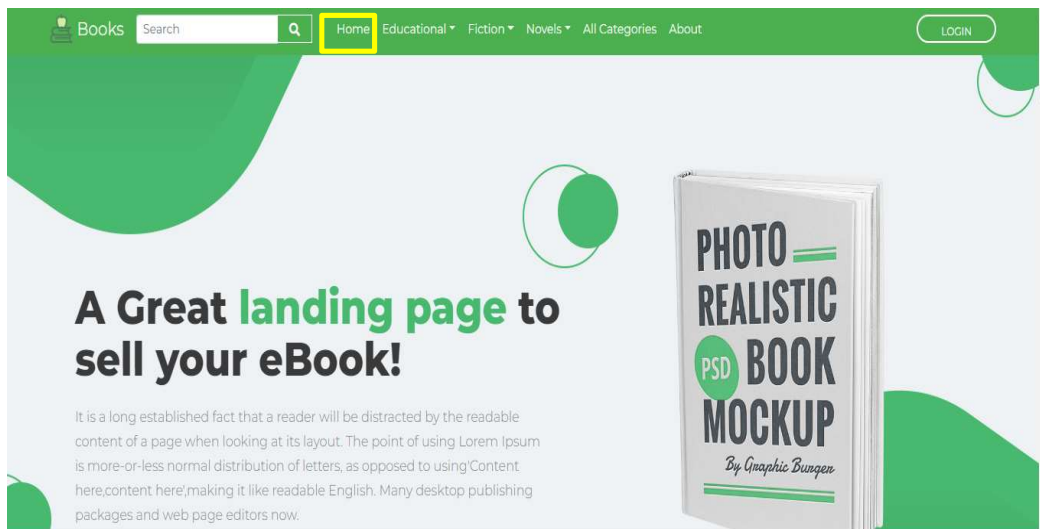 Books Search Home Educational Fiction Novels All Categories About LOGIN
A Great landing page to
sell your eBook!
It is a long established fact that a reader will be distracted by the readable
content of a page when looking at its layout. The point of using Lorem Ipsum
is more-or-less normal distribution of letters, as opposed to using'Content
here,content here',making it like readable English. Many desktop publishing
packages and web page editors now.
PHOTO
REALISTIC
PSD BOOK
MOCKUP
By Graphic Burger